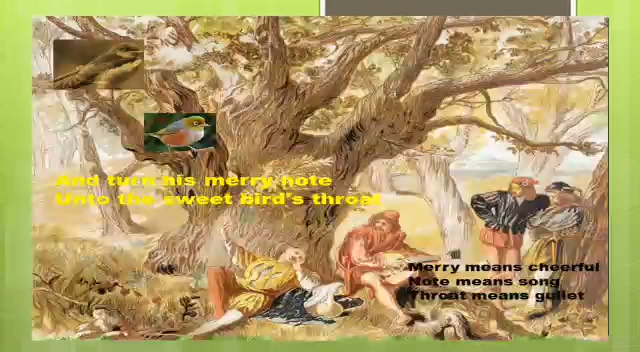 And turn his merry note
Unto the sweet bird's throat
Merry means cheerful
Note means song
Throat means gullet